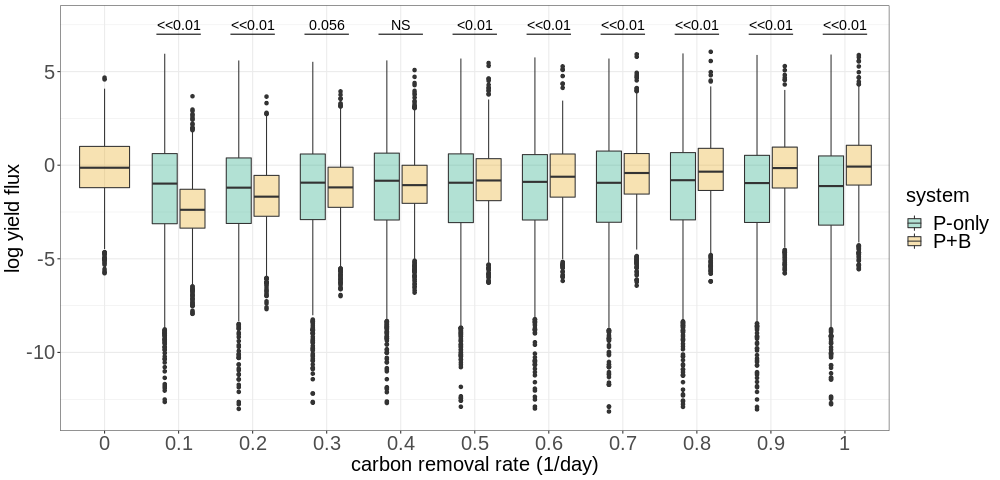 <<0.01 <<0.01 0.056 NS <0.01 <<0.01 <<0.01 <<0.01 <<0.01 <<0.01
5
0
-5
-10
log yield flux
0 0.1 0.2 0.3 0.4 0.5 0.6 0.7 0.8 0.9 1
carbon removal rate (1/day)
system
P-only
P+B